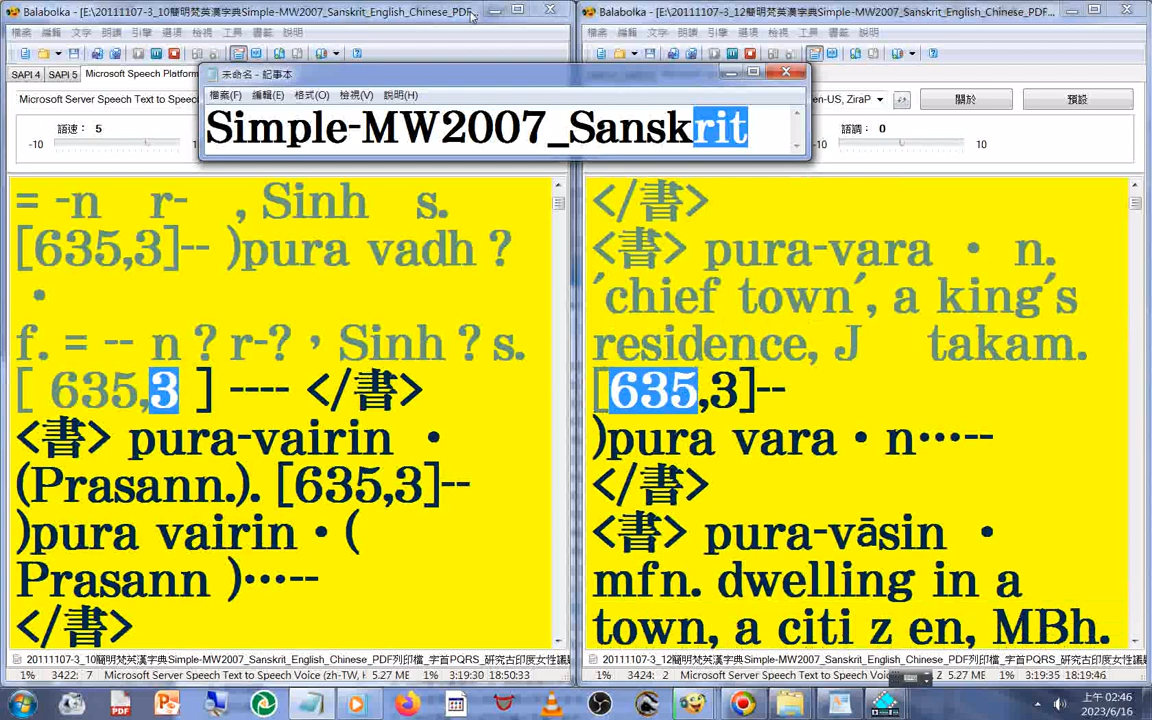 Balabolka - [E:\20111107-3_10簡明梵英漢字典Simple-MW2007_Sanskrit_English_Chinese_PDF
檔案 編輯 文字 朗讀 引擎 選項 檢視 工具 書籤 說明
SAPI 4 SAPI 5 Microsoft Speech Platform
Microsoft Server Speech Text to Speec
語速： 5
-10
Balabolka - [E:\20111107-3_12簡明梵英漢字典Simple-MW2007_Sanskrit_English_Chinese_PDF...
檔案 編輯 文字 朗讀 引擎 選項 檢視 工具 書籤 說明
en-US, ZiraP
關於
預設
語調： 0
-10
10
未命名 - 記事本
檔案(F) 編輯(E) 格式(O) 檢視(V) 說明(H)
Simple-MW2007_Sanskrit
= -n r- , Sinh s.
[635,3]-- )pura vadh ?
•
f. = -- n ? r-? , Sinh ? s.
[ 635,3 ] ---- </書>
<書> pura-vairin •
(Prasann.). [635,3]--
)pura vairin • (
Prasann )…--
</書>
</書>
<書> pura-vara • n.
´chief town´, a king´s
residence, J takam.
[635,3]--
)pura vara • n…--
</書>
<書> pura-vāsin •
mfn. dwelling in a
town, a citi z en, MBh.
20111107-3_10簡明梵英漢字典Simple-MW2007_Sanskrit_English_Chinese_PDF列印檔_字首PQRS_研究古印度女性議
1% 3422: 7 Microsoft Server Speech Text to Speech Voice (zh-TW, 5.27 MB 1% 3:19:30 18:50:33
20111107-3_12簡明梵英漢字典Simple-MW2007_Sanskrit_English_Chinese_PDF列印檔_字首PQRS_研究古印度女性議
1% 3424: 2 Microsoft Server Speech Text to Speech Voice 5.27 MB 1% 3:19:35 18:19:46
上午 02:46
2023/6/16